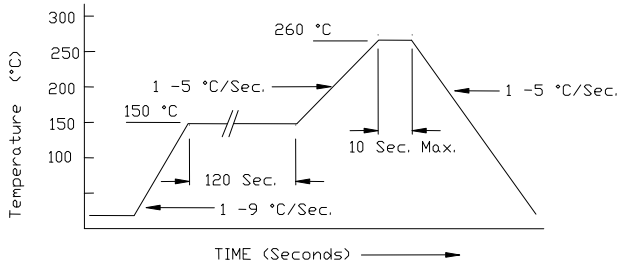 300
260 °C
250
1 -5 °C/Sec.
1 -5 °C/Sec.
200
150 °C
150
10 Sec. Max.
100
120 Sec.
1 -9 °C/Sec.
Temperature (°C)
TIME (Seconds)